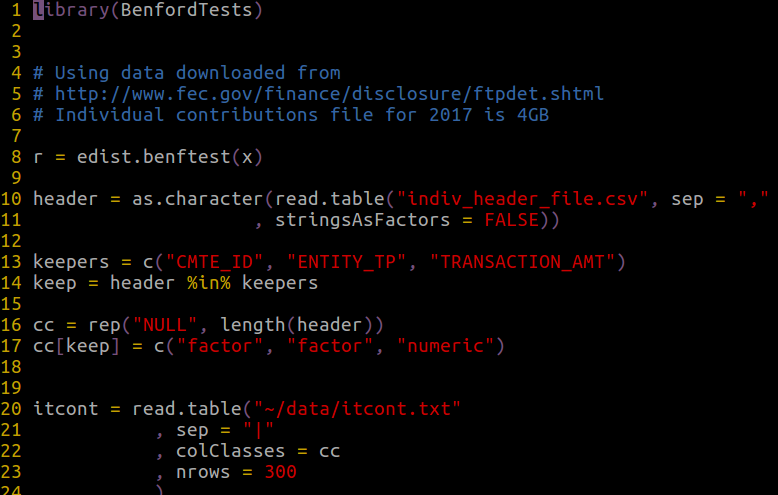 1 library(BenfordTests)
2
3
4 # Using data downloaded from
5 # http://www.fec.gov/finance/disclosure/ftpdet.shtml
6 # Individual contributions file for 2017 is 4GB
7
8 r = edist.benftest(x)
9
10 header = as.character(read.table("indiv_header_file.csv", sep = ","
11                     , stringsAsFactors = FALSE))
12
13 keepers = c("CMTE_ID", "ENTITY_TP", "TRANSACTION_AMT")
14 keep = header %in% keepers
15
16 cc = rep("NULL", length(header))
17 cc[keep] = c("factor", "factor", "numeric")
18
19
20 itcont = read.table("~/data/itcont.txt"
21            , sep = "|"
22            , colClasses = cc
23            , nrows = 300
24            )